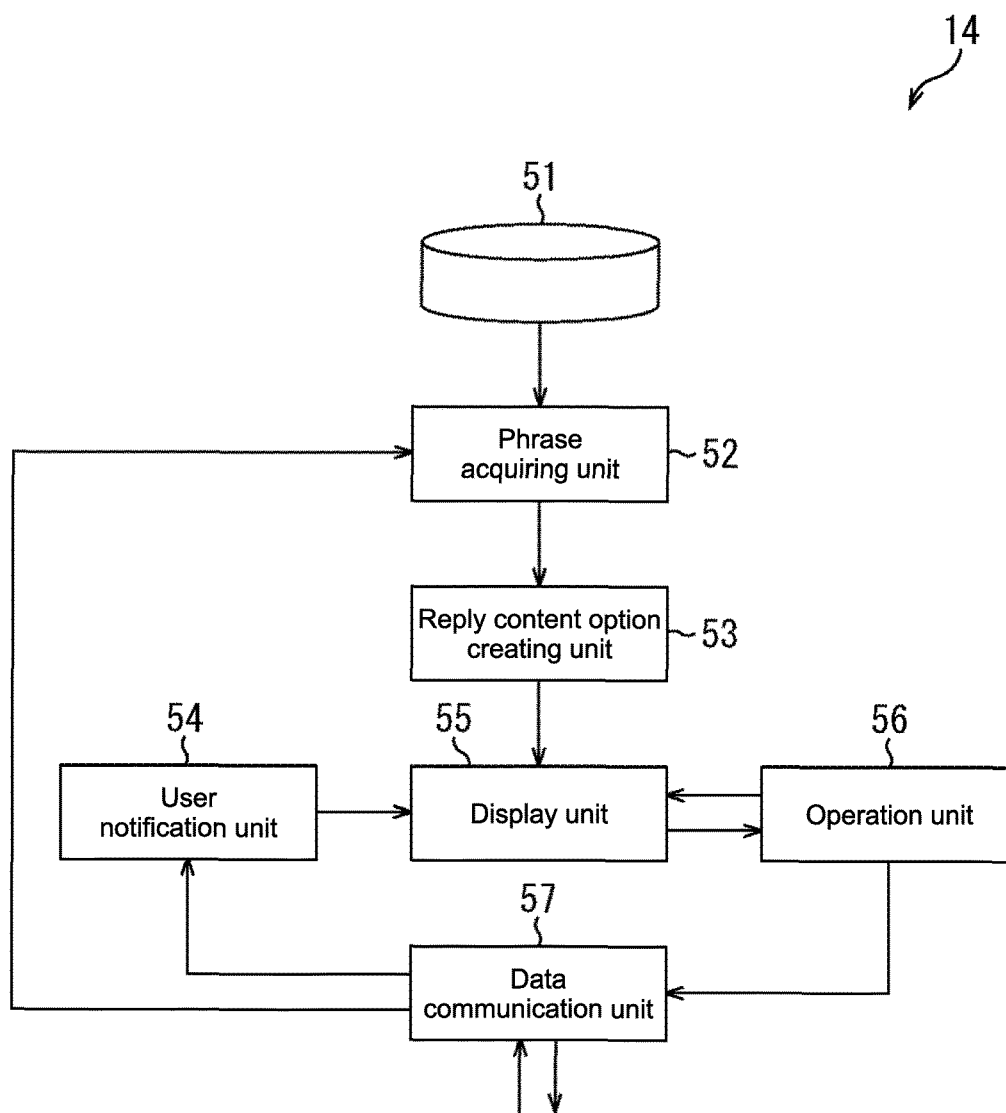 14
51
Phrase
acquiring unit
52
Reply content option
creating unit
53
54
User
notification unit
55
Display unit
56
Operation unit
57
Data
communication unit